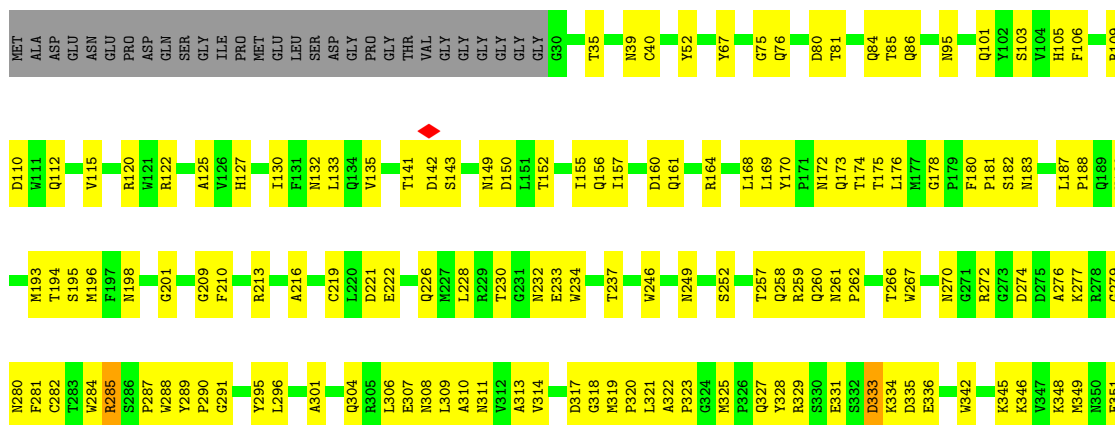 MET ALA ASP GLU ASN GLU PRO ASP GLN SER GLY ILE PRO MET GLU LEU SER ASP GLY PRO GLY THR VAL GLY GLY GLY GLY GLY GLY G30 T35 N39 C40 Y52 Y67 G75 Q76 D80 T81 Q84 T85 Q86 N95 Q101 Y102 S103 V104 H105 F106 R109
D110 W111 Q112 V115 R120 W121 R122 A125 V126 H127 I130 F131 N132 L133 Q134 V135 T141 D142 S143 N149 D150 L151 T152 I155 Q156 I157 D160 Q161 R164 L168 L169 Y170 P171 N172 Q173 T174 T175 L176 M177 G178 P179 F180 P181 S182 N183 L187 P188 Q189
M193 T194 S195 M196 F197 N198 G201 G209 F210 R213 A216 C219 L220 D221 E222 Q226 M227 L228 R229 T230 G231 N232 E233 W234 T237 W246 N249 S252 T257 Q258 R259 Q260 N261 P262 T266 W267 N270 G271 R272 G273 D274 D275 A276 K277 R278 G279
N280 F281 C282 T283 W284 R285 S286 P287 W288 Y289 P290 G291 Y295 L296 A301 Q304 R305 L306 E307 N308 L309 A310 N311 V312 A313 V314 D317 G318 M319 P320 L321 A322 P323 G324 M325 P326 Q327 Y328 R329 S330 E331 S332 D333 K334 D335 E336 W342 K345 K346 V347 K348 M349 N350 E351